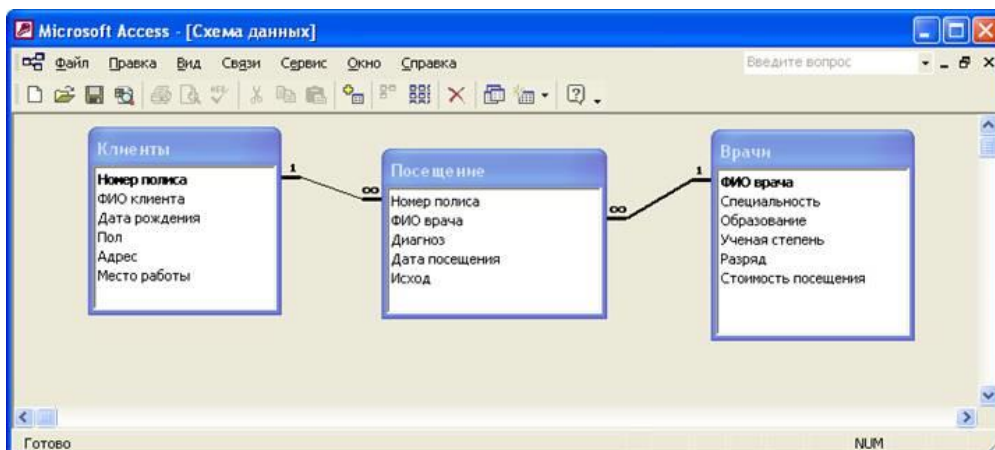 Microsoft Access - [Схема данных]
Файл Правка Вид Связи Сервис Окно Справка Введите вопрос
Клиенты
Номер полиса
ФИО клиента
Дата рождения
Пол
Адрес
Место работы
1
∞
Посещение
Номер полиса
ФИО врача
Диагноз
Дата посещения
Исход
∞
1
Врачи
ФИО врача
Специальность
Образование
Ученая степень
Разряд
Стоимость посещения
Готово NUM